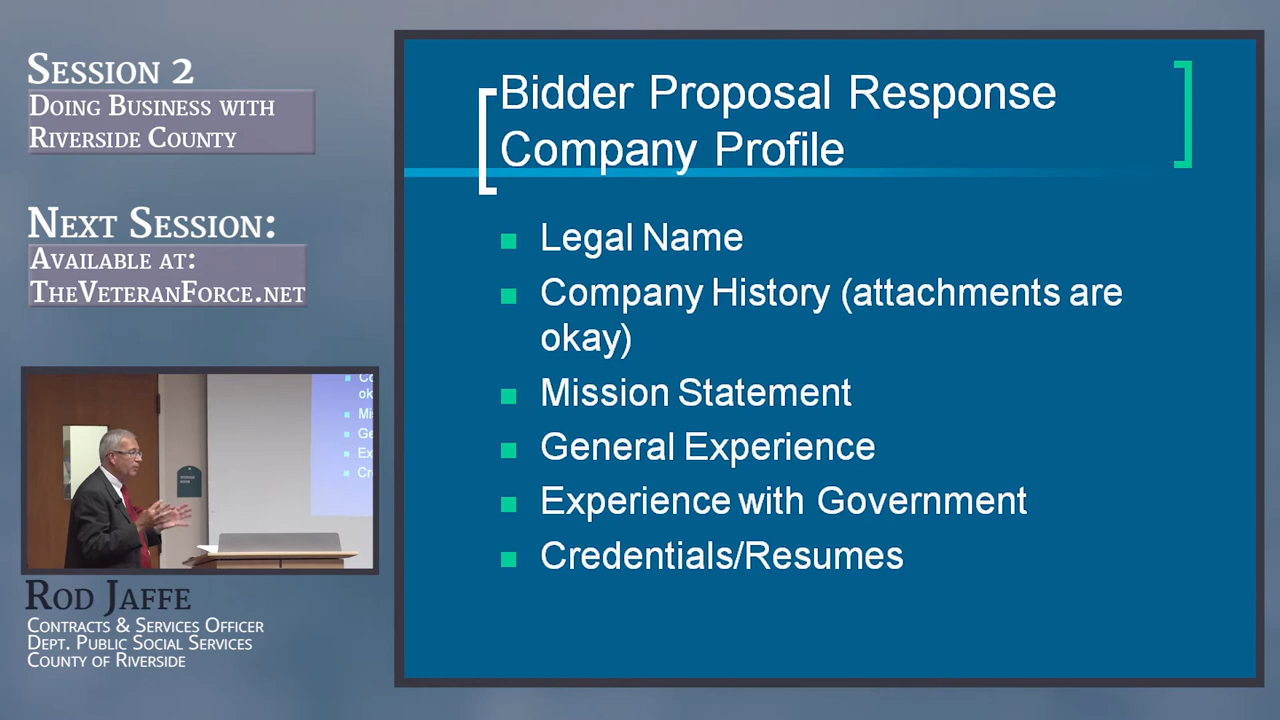 Session 2
Doing Business with
Riverside County
Next Session:
Available at:
TheVeteranForce.net
Rod Jaffe
Contracts & Services Officer
Dept. Public Social Services
County of Riverside
Bidder Proposal Response
Company Profile
Legal Name
Company History (attachments are
okay)
Mission Statement
General Experience
Experience with Government
Credentials/Resumes